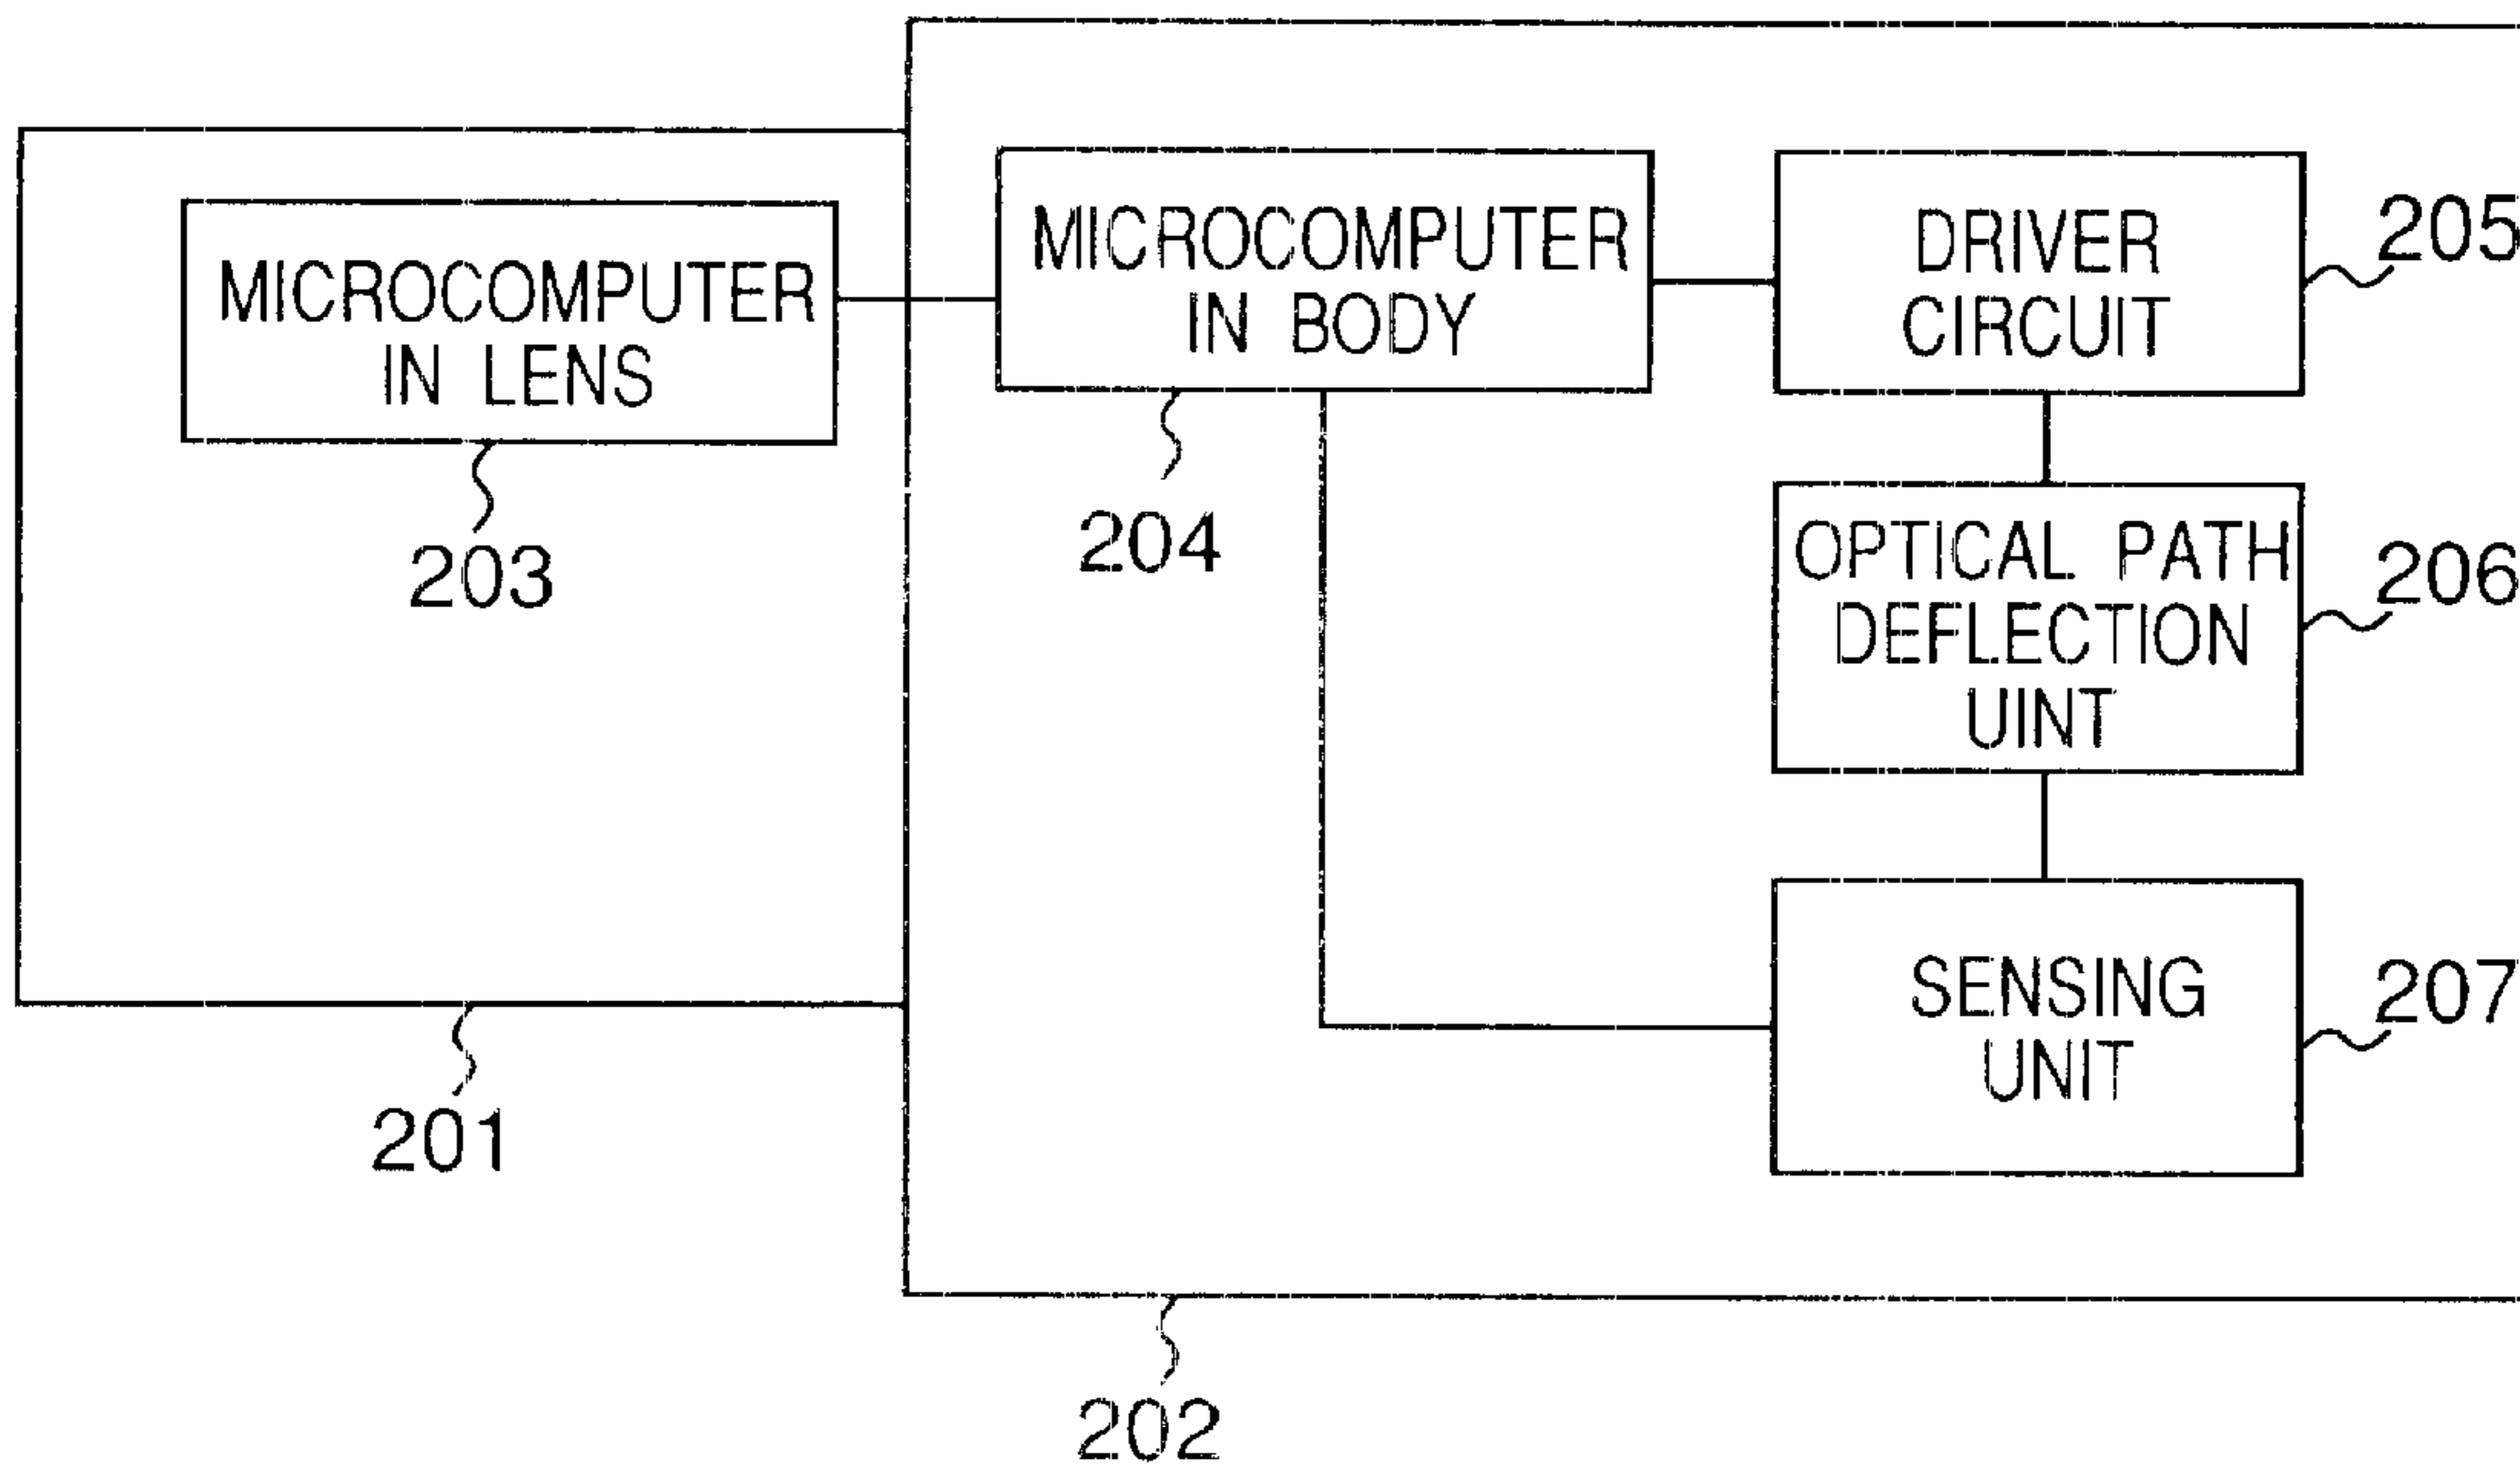 MICROCOMPUTER
IN LENS
203
201
MICROCOMPUTER
IN BODY
204
DRIVER
CIRCUIT
205
OPTICAL PATH
DEFLECTION
UINT
206
SENSING
UNIT
207
202